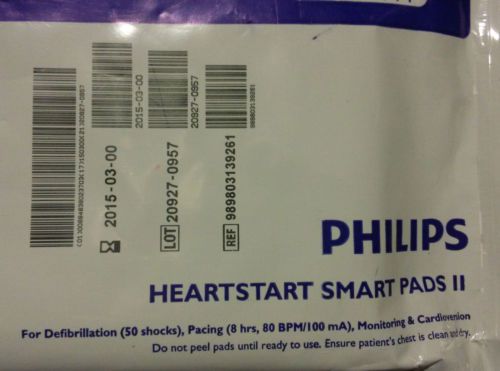 2015-03-00
20927-0957
989803139261
2015-03-00
LOT 20927-0957
REF 989803139261
PHILIPS
HEARTSTART SMART PADS II
For Defibrillation (50 shocks), Pacing (8 hrs, 80 BPM/100 mA), Monitoring & Cardiovenion
Do not peel pads until ready to use. Ensure patient's chest is clean and dry.